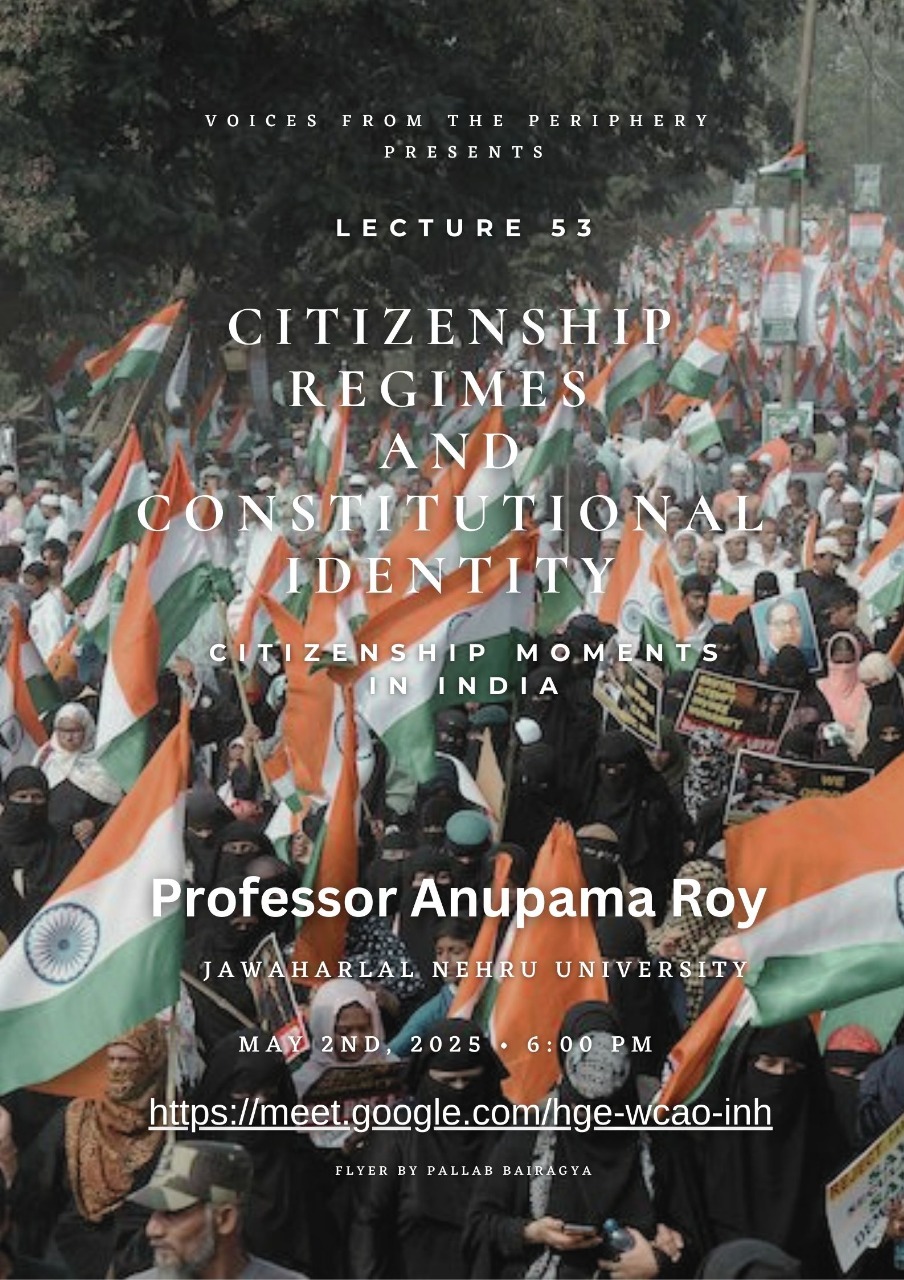 VOICES FROM THE PERIPHERY
PRESENTS
LECTURE 53
CITIZENSHIP
REGIMES
AND
CONSTITUTIONAL
IDENTITY
CITIZENSHIP MOMENTS
IN INDIA
Professor Anupama Roy
JAWAHARLAL NEHRU UNIVERSITY
MAY 2ND, 2025 • 6:00 PM
https://meet.google.com/hge-wcao-inh
FLYER BY PALLAB BAIRAGYA